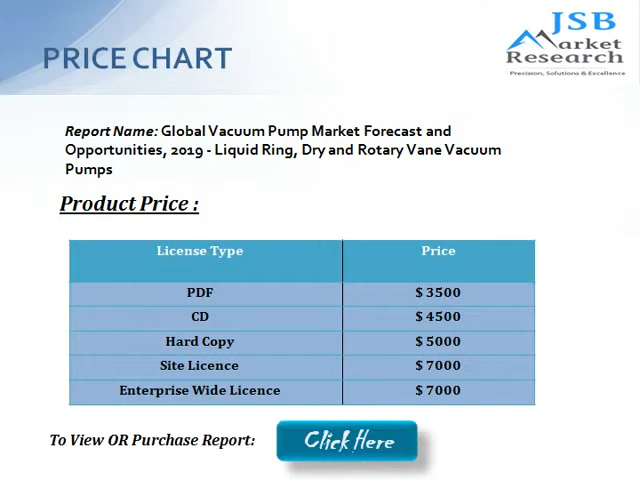 PRICE CHART
JSB
Market
Research
Precision, Solutions & Excellence
Report Name: Global Vacuum Pump Market Forecast and
Opportunities, 2019 - Liquid Ring, Dry and Rotary Vane Vacuum
Pumps
Product Price :
License Type Price
PDF $ 3500
CD $ 4500
Hard Copy $ 5000
Site Licence $ 7000
Enterprise Wide Licence $ 7000
To View OR Purchase Report: Click Here